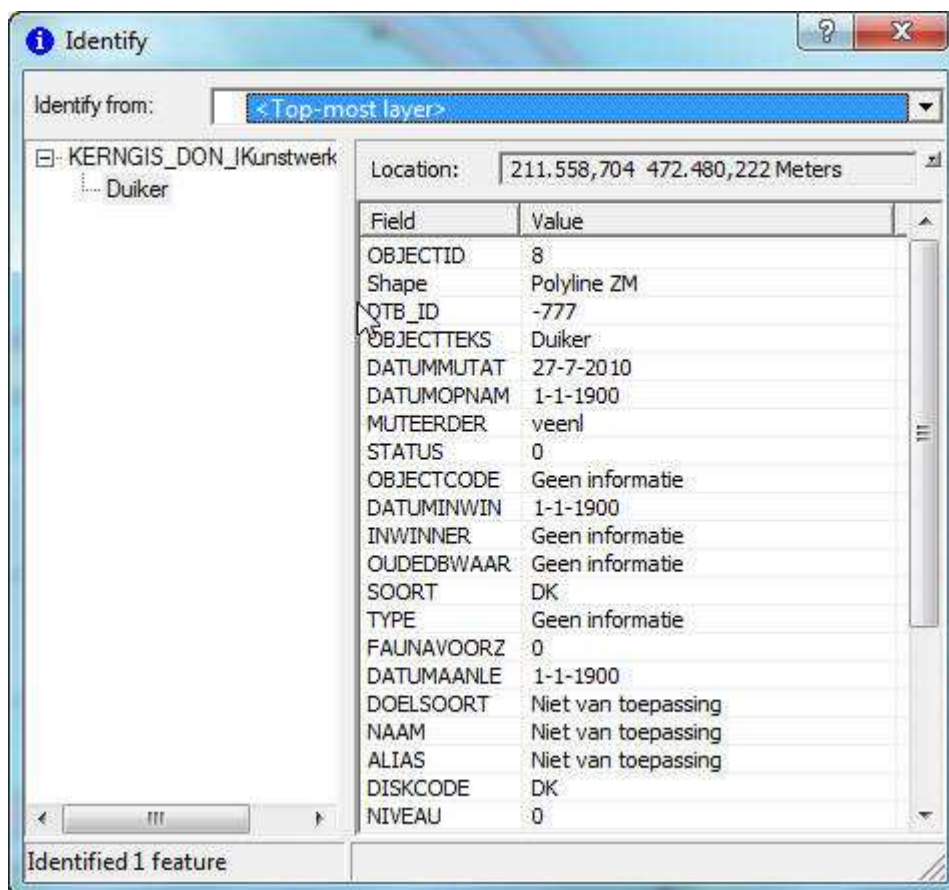 Identify
Identify from: <Top-most layer>
KERNGIS_DON_IKunstwerk
Duiker
Location: 211.558,704 472.480,222 Meters
Field Value
OBJECTID 8
Shape Polyline ZM
DTB_ID -777
OBJECTTEKS Duiker
DATUMMUTAT 27-7-2010
DATUMOPNAM 1-1-1900
MUTEERDER veenl
STATUS 0
OBJECTCODE Geen informatie
DATUMINWIN 1-1-1900
INWINNER Geen informatie
OUDEDBWAAR Geen informatie
SOORT DK
TYPE Geen informatie
FAUNAVOORZ 0
DATUMAANLE 1-1-1900
DOELSOORT Niet van toepassing
NAAM Niet van toepassing
ALIAS Niet van toepassing
DISKCODE DK
NIVEAU 0
Identified 1 feature